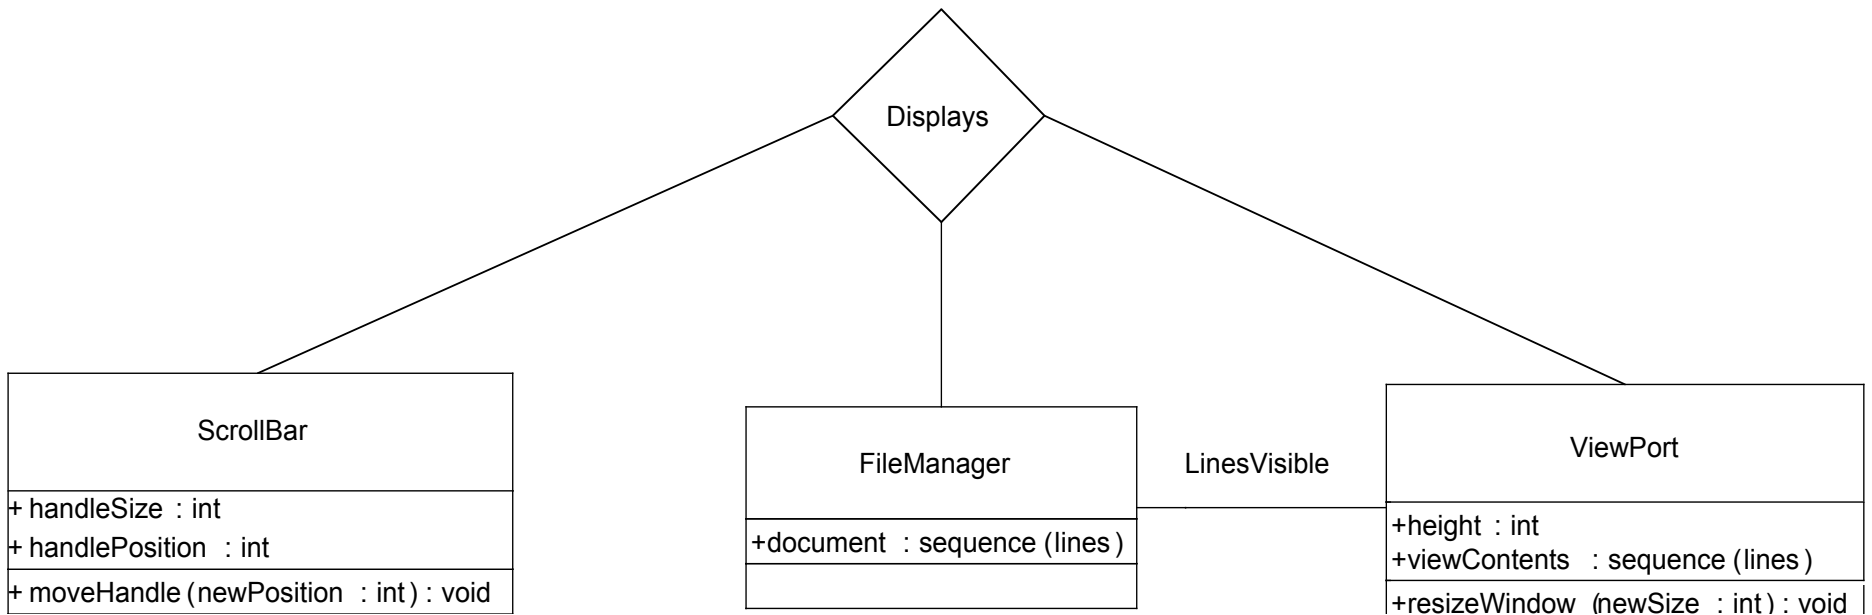 Displays
ScrollBar
+ handleSize : int
+ handlePosition : int
+ moveHandle (newPosition : int) : void
FileManager
+document : sequence (lines)
LinesVisible
ViewPort
+height : int
+viewContents : sequence (lines)
+resizeWindow (newSize : int) : void